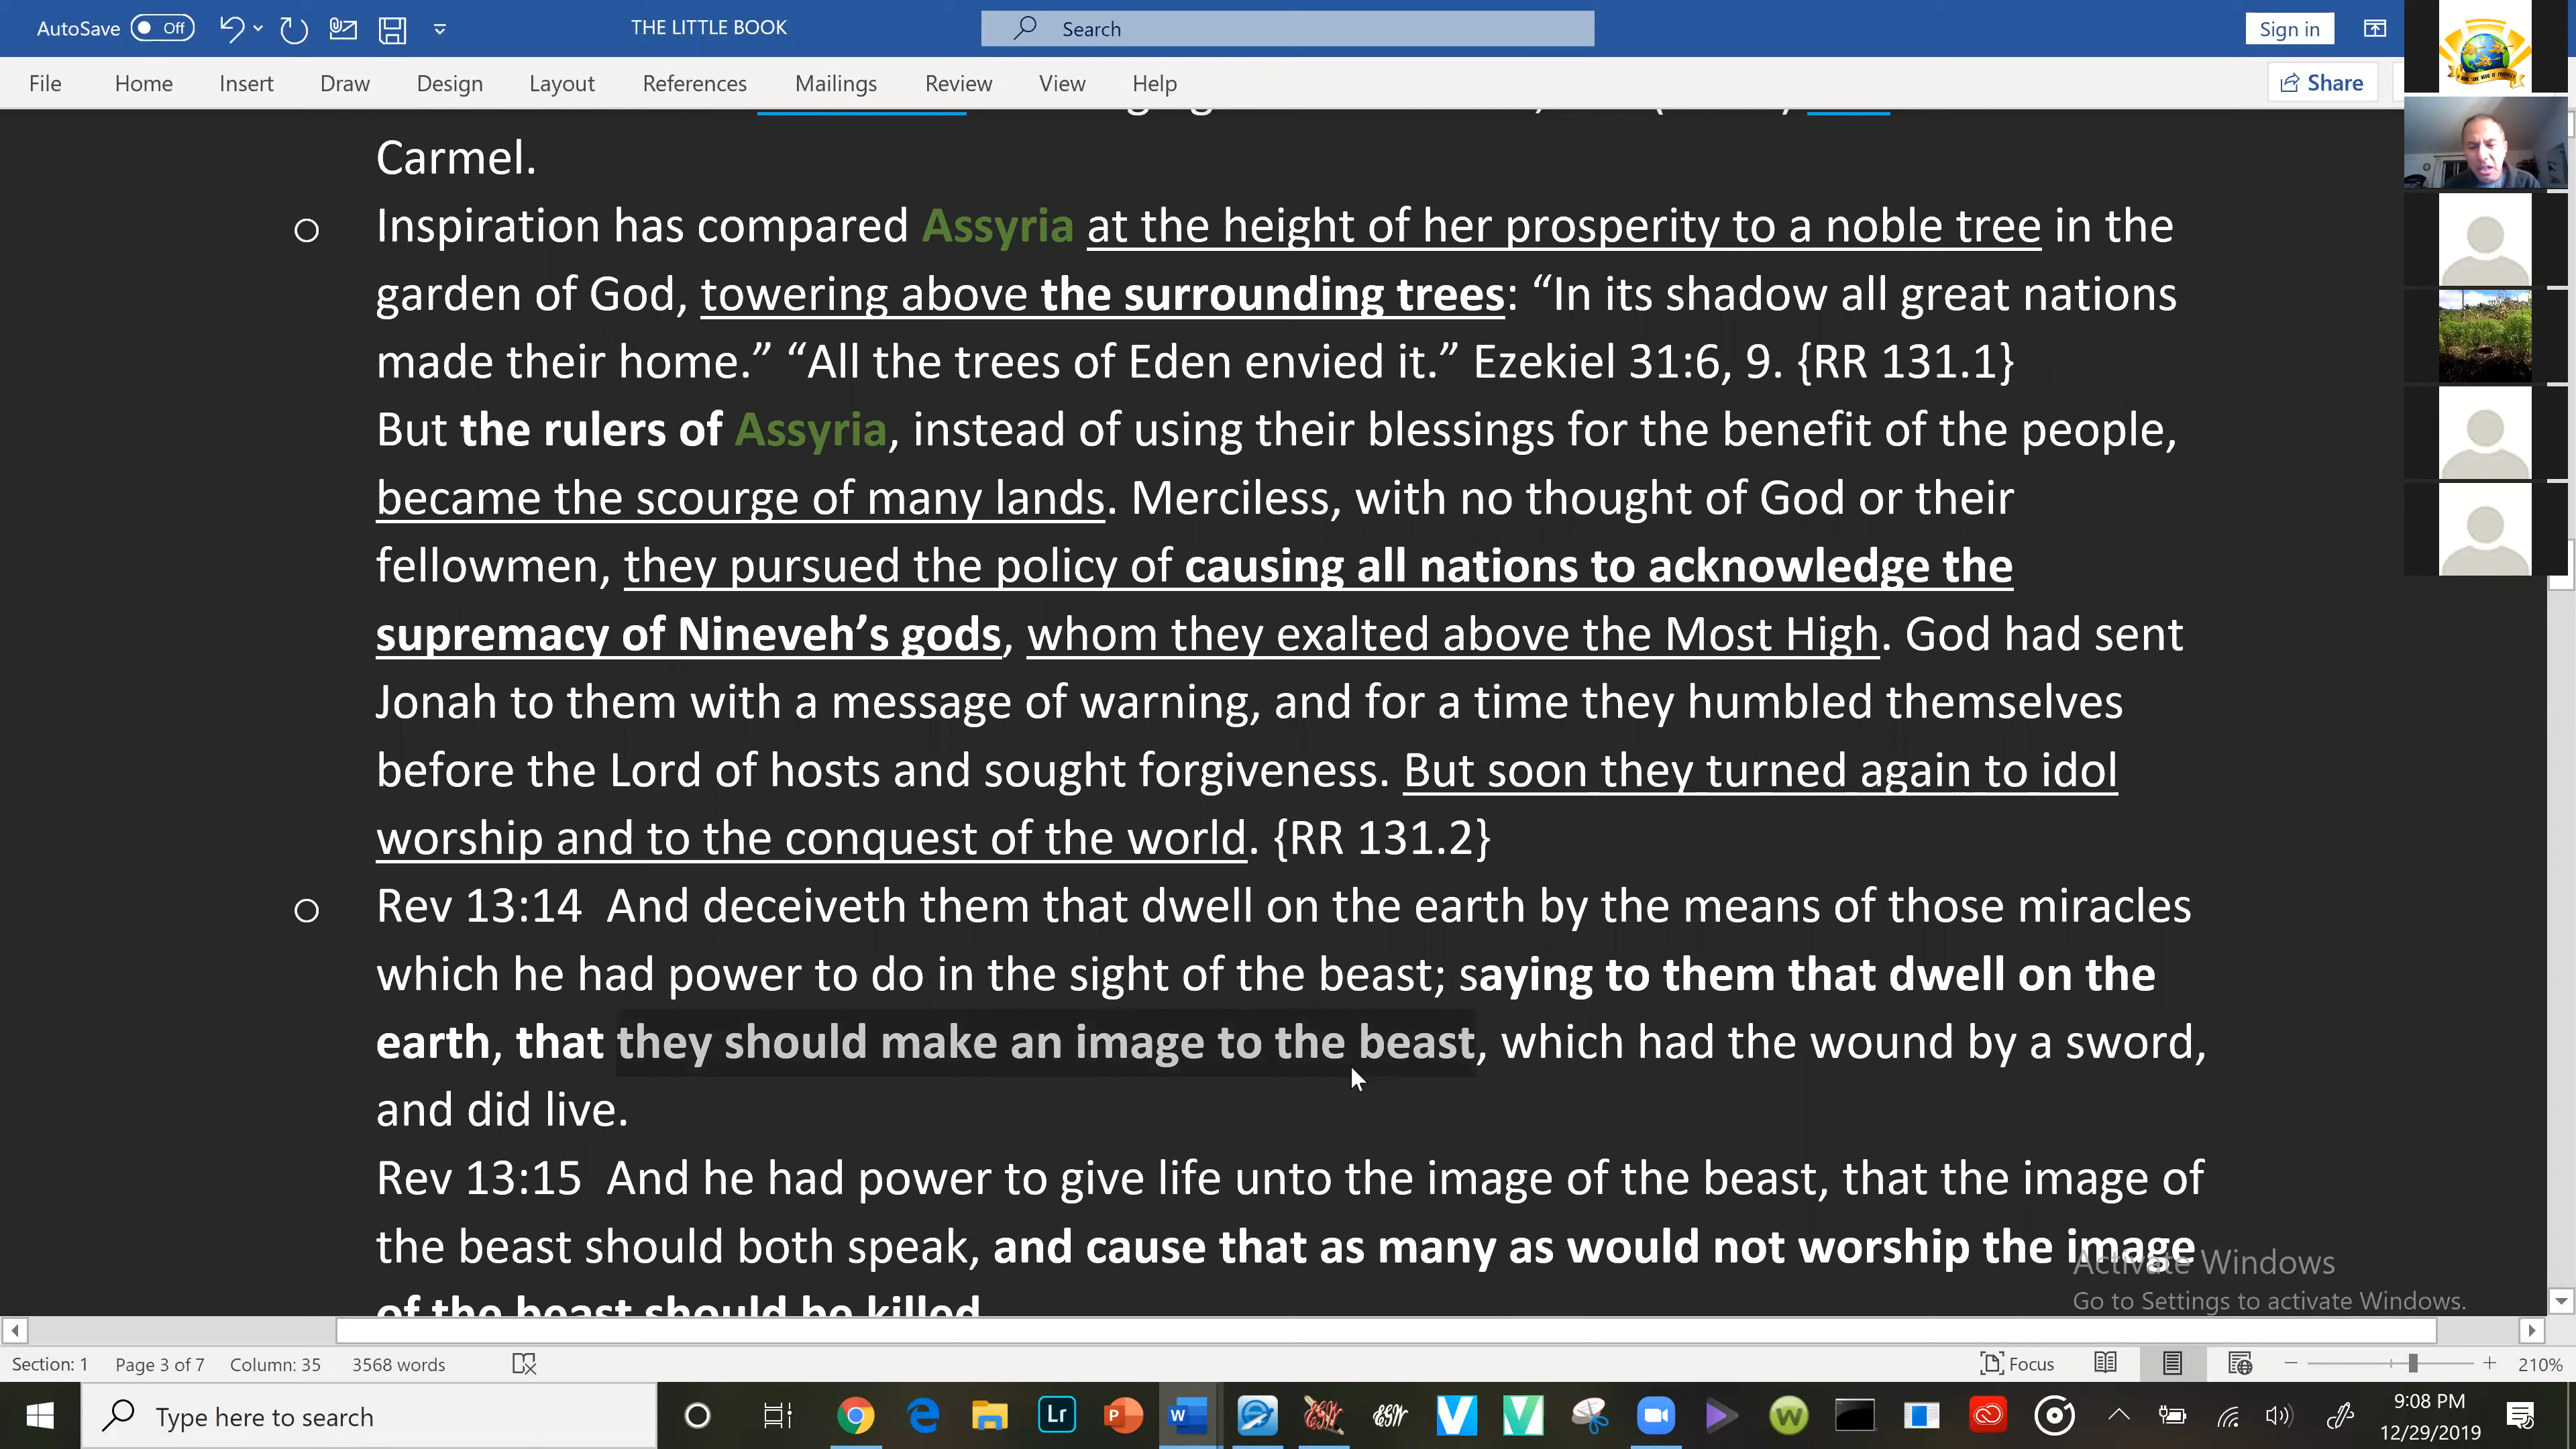 AutoSave Off THE LITTLE BOOK Search Sign in
File Home Insert Draw Design Layout References Mailings Review View Help Share
Carmel.
o Inspiration has compared Assyria at the height of her prosperity to a noble tree in the
garden of God, towering above the surrounding trees: “In its shadow all great nations
made their home.” “All the trees of Eden envied it.” Ezekiel 31:6, 9. {RR 131.1}
But the rulers of Assyria, instead of using their blessings for the benefit of the people,
became the scourge of many lands. Merciless, with no thought of God or their
fellowmen, they pursued the policy of causing all nations to acknowledge the
supremacy of Nineveh’s gods, whom they exalted above the Most High. God had sent
Jonah to them with a message of warning, and for a time they humbled themselves
before the Lord of hosts and sought forgiveness. But soon they turned again to idol
worship and to the conquest of the world. {RR 131.2}
o Rev 13:14 And deceiveth them that dwell on the earth by the means of those miracles
which he had power to do in the sight of the beast; saying to them that dwell on the
earth, that they should make an image to the beast, which had the wound by a sword,
and did live.
Rev 13:15 And he had power to give life unto the image of the beast, that the image of
the beast should both speak, and cause that as many as would not worship the image
of the beast should be killed
Activate Windows
Go to Settings to activate Windows.
Section: 1 Page 3 of 7 Column: 35 3568 words Focus 210%
Type here to search Lr P W EGW EGW V V W 9:08 PM
12/29/2019